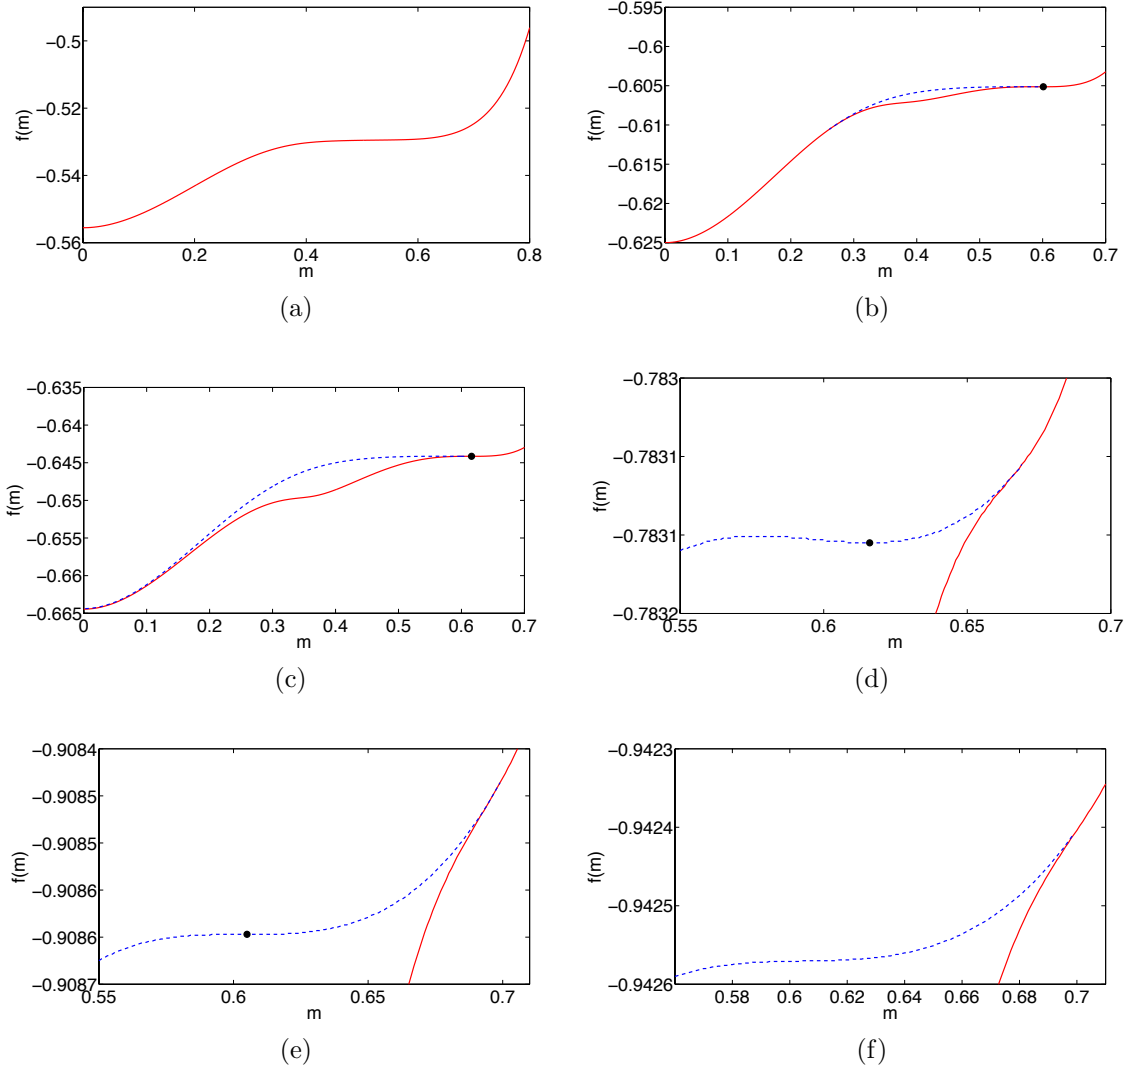 −0.5
−0.52
−0.54
−0.56
f(m)
0 0.2 0.4 0.6 0.8
m
(a)
−0.595
−0.6
−0.605
−0.61
−0.615
−0.62
−0.625
f(m)
0 0.1 0.2 0.3 0.4 0.5 0.6 0.7
m
(b)
−0.635
−0.64
−0.645
−0.65
−0.655
−0.66
−0.665
f(m)
0 0.1 0.2 0.3 0.4 0.5 0.6 0.7
m
(c)
−0.783
−0.7831
−0.7831
−0.7832
f(m)
0.55 0.6 0.65 0.7
m
(d)
−0.9084
−0.9085
−0.9085
−0.9086
−0.9086
−0.9087
f(m)
0.55 0.6 0.65 0.7
m
(e)
−0.9423
−0.9424
−0.9425
−0.9426
f(m)
0.58 0.6 0.62 0.64 0.66 0.68 0.7
m
(f)